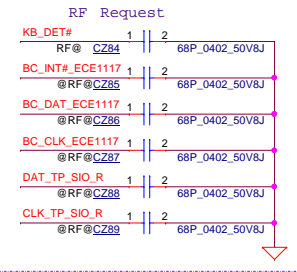 RF Request
KB_DET# 1 2
RF@ CZ84 68P_0402_50V8J
BC_INT#_ECE1117 1 2
@RF@ CZ85 68P_0402_50V8J
BC_DAT_ECE1117 1 2
@RF@ CZ86 68P_0402_50V8J
BC_CLK_ECE1117 1 2
@RF@ CZ87 68P_0402_50V8J
DAT_TP_SIO_R 1 2
@RF@ CZ88 68P_0402_50V8J
CLK_TP_SIO_R 1 2
@RF@ CZ89 68P_0402_50V8J